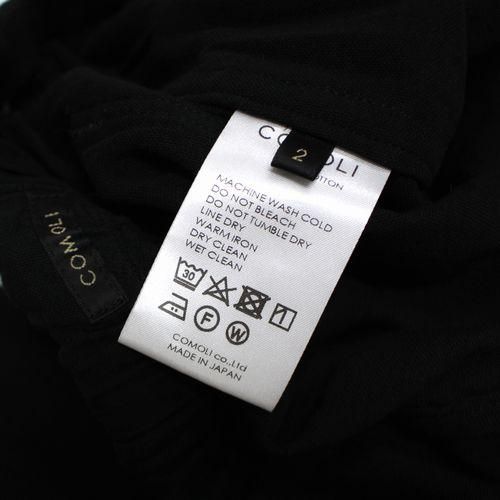 COMOLI
2
COTTON
MACHINE WASH COLD
DO NOT BLEACH
DO NOT TUMBLE DRY
LINE DRY
WARM IRON
DRY CLEAN
WET CLEAN
30
F W
COMOLI co.,Ltd
MADE IN JAPAN
COMOLI